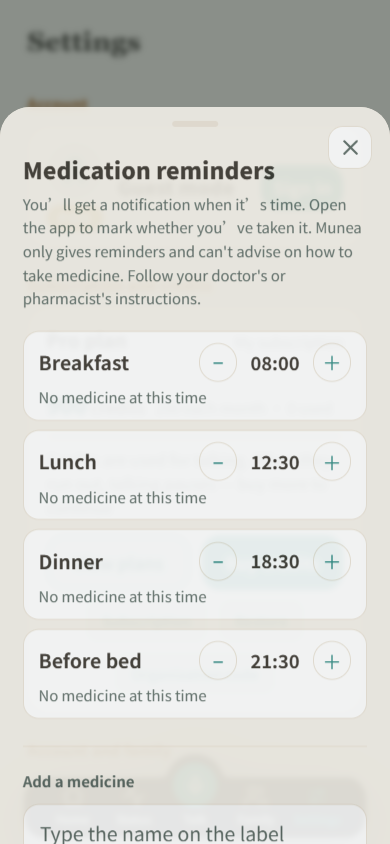 Settings
Medication reminders
You’ll get a notification when it’s time. Open
the app to mark whether you’ve taken it. Munea
only gives reminders and can't advise on how to
take medicine. Follow your doctor's or
pharmacist's instructions.
Breakfast
− 08:00 +
No medicine at this time
Lunch
− 12:30 +
No medicine at this time
Dinner
− 18:30 +
No medicine at this time
Before bed
− 21:30 +
No medicine at this time
Add a medicine
Type the name on the label